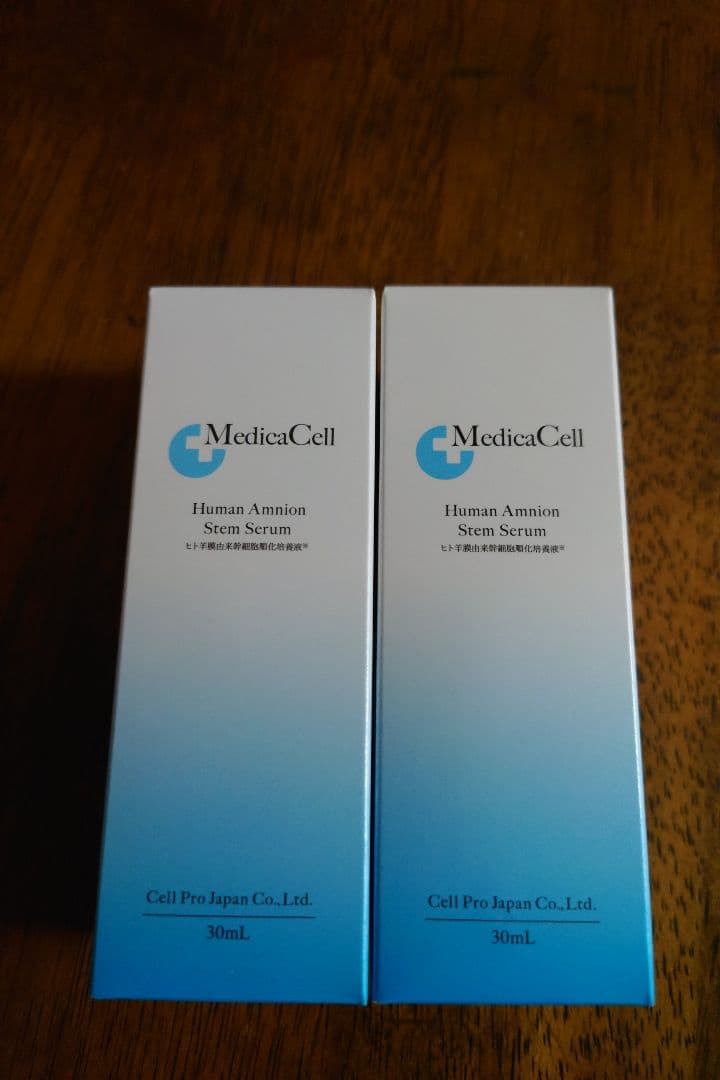 MedicaCell
Human Amnion
Stem Serum
ヒト羊膜由来幹細胞順化培養液※
Cell Pro Japan Co.,Ltd.
30mL
MedicaCell
Human Amnion
Stem Serum
ヒト羊膜由来幹細胞順化培養液※
Cell Pro Japan Co.,Ltd.
30mL